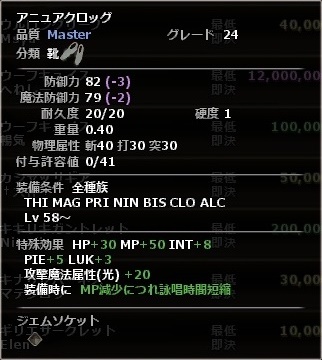 アニュアクロッグ
品質 Master グレード 24
分類 靴
防御力 82 (-3)
魔法防御力 79 (-2)
耐久度 20/20 硬度 1
重量 0.40
物理属性 斬40 打30 突30
付与許容値 0/41
装備条件 全種族
THI MAG PRI NIN BIS CLO ALC
Lv 58～
特殊効果 HP+30 MP+50 INT+8
PIE+5 LUK+3
攻撃魔法属性(光) +20
装備時に MP減少につれ詠唱時間短縮
ジェムソケット